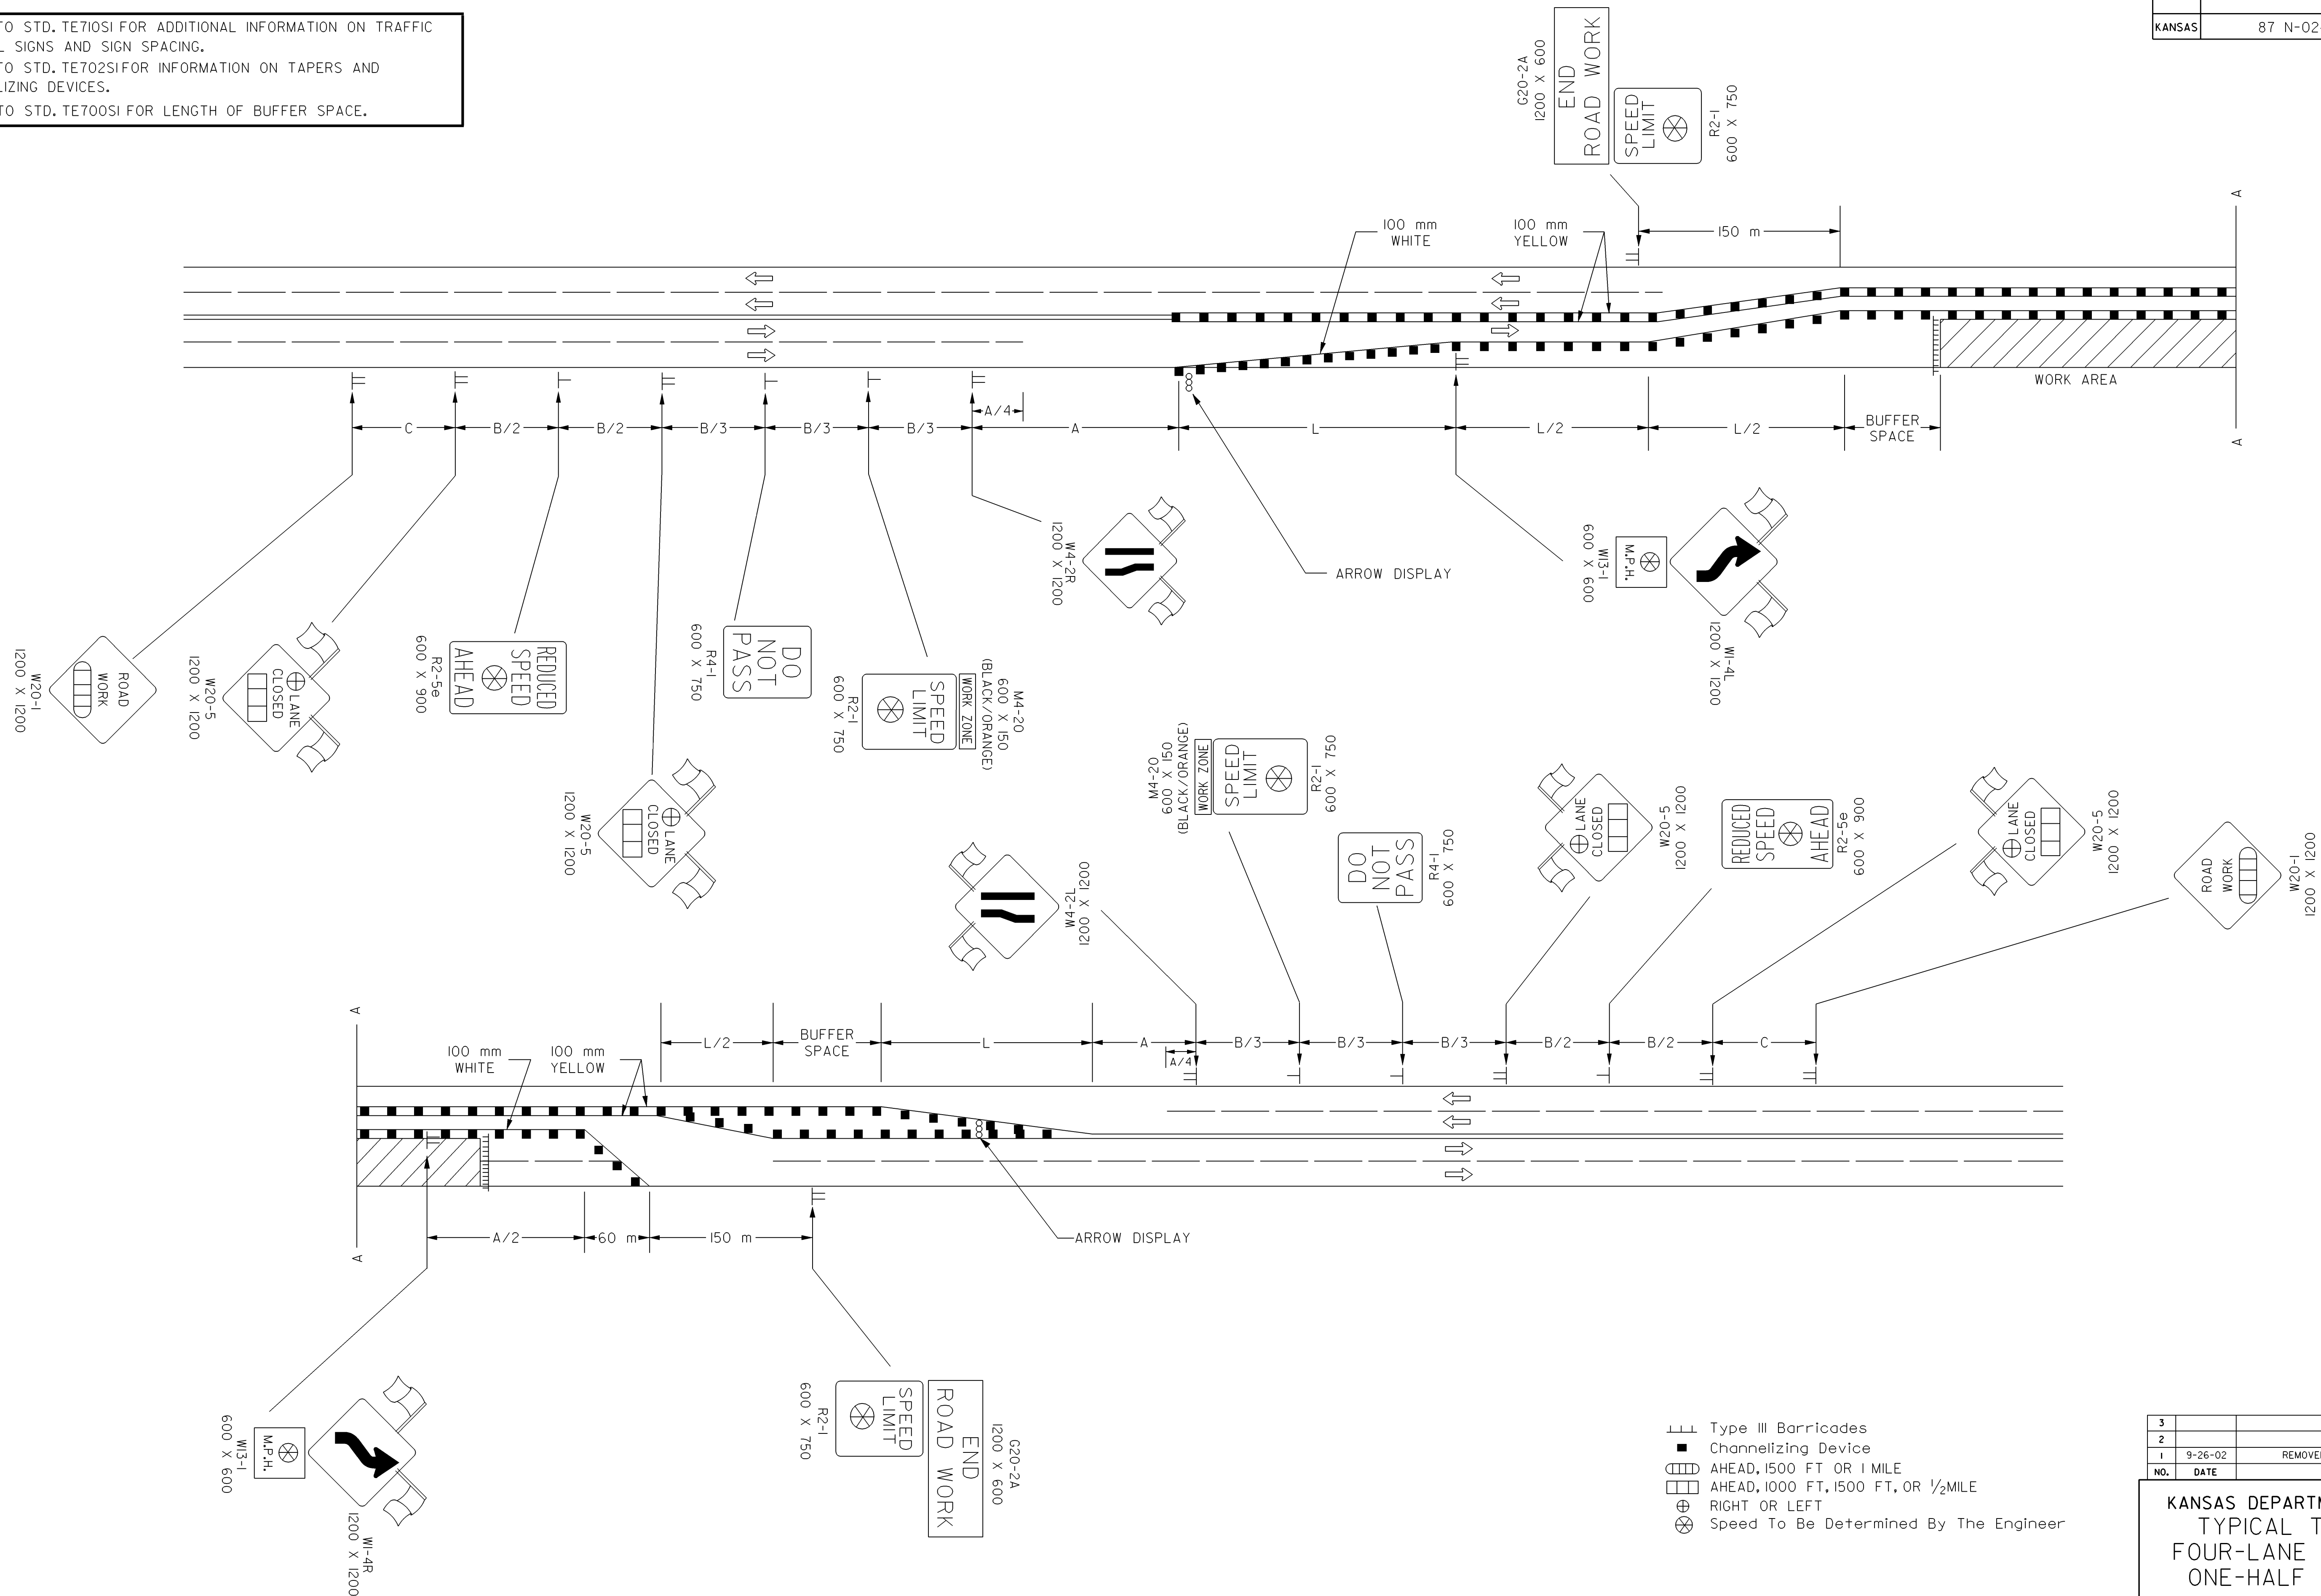 TO STD. TE710SI FOR ADDITIONAL INFORMATION ON TRAFFIC
L SIGNS AND SIGN SPACING.
TO STD. TE702SI FOR INFORMATION ON TAPERS AND
LIZING DEVICES.
TO STD. TE700SI FOR LENGTH OF BUFFER SPACE.
KANSAS 87 N-02
G20-2A
1200 X 600
END
ROAD WORK
SPEED
LIMIT
R2-1
600 X 750
A
100 mm
WHITE
100 mm
YELLOW
150 m
WORK AREA
A/4
C
B/2
B/2
B/3
B/3
B/3
A
L
L/2
L/2
BUFFER
SPACE
A
ROAD
WORK
W20-1
1200 X 1200
LANE
CLOSED
W20-5
1200 X 1200
REDUCED
SPEED
AHEAD
R2-5e
600 X 900
LANE
CLOSED
W20-5
1200 X 1200
DO
NOT
PASS
R4-1
600 X 750
M4-20
600 X 150
(BLACK/ORANGE)
WORK ZONE
SPEED
LIMIT
R2-1
600 X 750
W4-2R
1200 X 1200
ARROW DISPLAY
M.P.H.
W13-1
600 X 600
W1-4L
1200 X 1200
W4-2L
1200 X 1200
M4-20
600 X 150
(BLACK/ORANGE)
WORK ZONE
SPEED
LIMIT
R2-1
600 X 750
DO
NOT
PASS
R4-1
600 X 750
LANE
CLOSED
W20-5
1200 X 1200
REDUCED
SPEED
AHEAD
R2-5e
600 X 900
LANE
CLOSED
W20-5
1200 X 1200
ROAD
WORK
W20-1
1200 X 1200
A
L/2
BUFFER
SPACE
L
A
B/3
B/3
B/3
B/2
B/2
C
A/4
100 mm
WHITE
100 mm
YELLOW
A/2
60 m
150 m
ARROW DISPLAY
A
M.P.H.
W13-1
600 X 600
W1-4R
1200 X 1200
G20-2A
1200 X 600
END
ROAD WORK
SPEED
LIMIT
R2-1
600 X 750
Type III Barricades
Channelizing Device
AHEAD, 1500 FT OR 1 MILE
AHEAD, 1000 FT, 1500 FT, OR 1/2 MILE
RIGHT OR LEFT
Speed To Be Determined By The Engineer
3
2
1 9-26-02 REMOVE
NO. DATE
KANSAS DEPARTM
TYPICAL T
FOUR-LANE
ONE-HALF